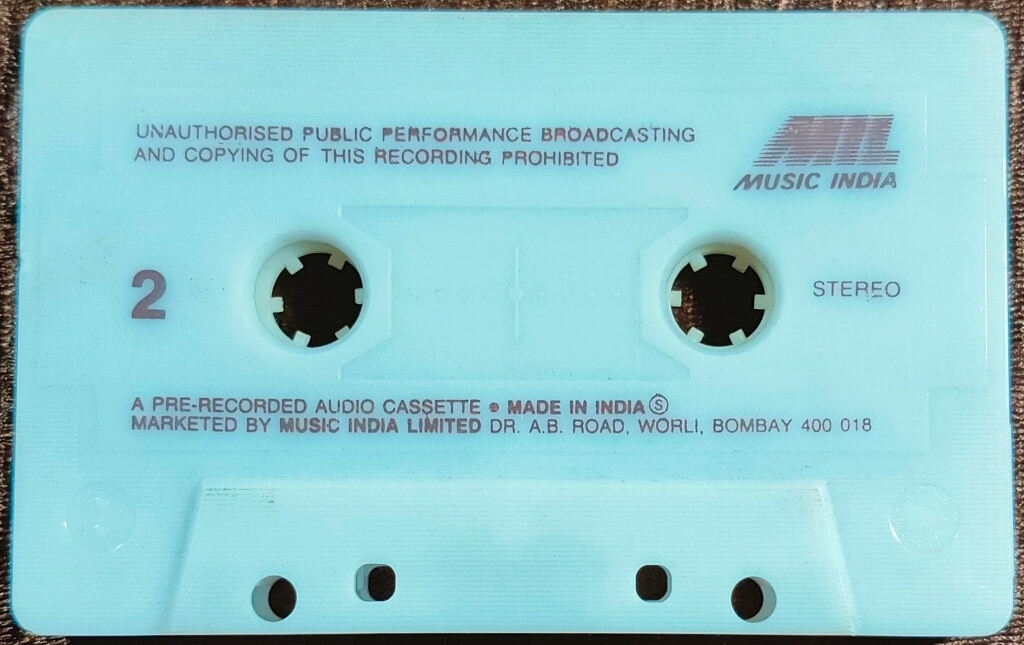 UNAUTHORISED PUBLIC PERFORMANCE BROADCASTING
AND COPYING OF THIS RECORDING PROHIBITED
MIL
MUSIC INDIA
2
STEREO
A PRE-RECORDED AUDIO CASSETTE • MADE IN INDIA Ⓢ
MARKETED BY MUSIC INDIA LIMITED DR. A.B. ROAD, WORLI, BOMBAY 400 018